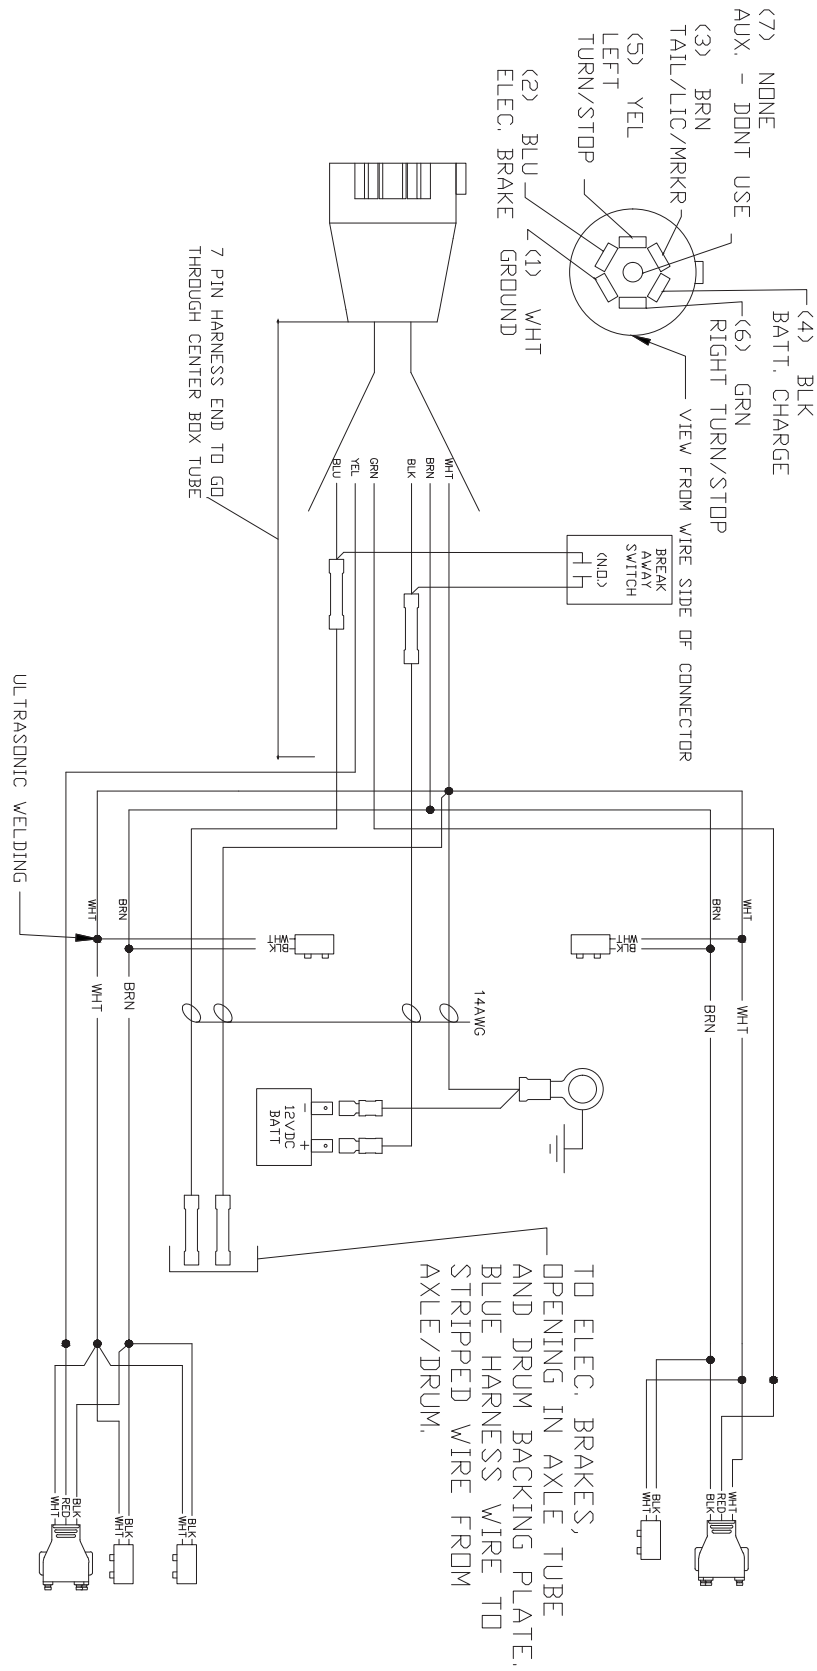 (7) NONE
AUX. - DONT USE
(3) BRN
TAIL/LIC/MRKR
(5) YEL
LEFT
TURN/STOP
(2) BLU
ELEC. BRAKE
(1) WHT
GROUND
(4) BLK
BATT. CHARGE
(6) GRN
RIGHT TURN/STOP
VIEW FROM WIRE SIDE OF CONNECTOR
7 PIN HARNESS END TO GO
THROUGH CENTER BOX TUBE
WHT
BRN
BLK
GRN
YEL
BLU
BREAK
AWAY
SWITCH
(N.O.)
ULTRASONIC WELDING
WHT
BRN
BRN
WHT
WHT
BLK
WHT
BLK
WHT
BRN
BRN
WHT
14AWG
12VDC
BATT
-
+
TO ELEC. BRAKES,
OPENING IN AXLE TUBE
AND DRUM BACKING PLATE.
BLUE HARNESS WIRE TO
STRIPPED WIRE FROM
AXLE/DRUM.
WHT
RED
BLK
WHT
BLK
WHT
BLK
WHT
BLK
BLK
RED
WHT